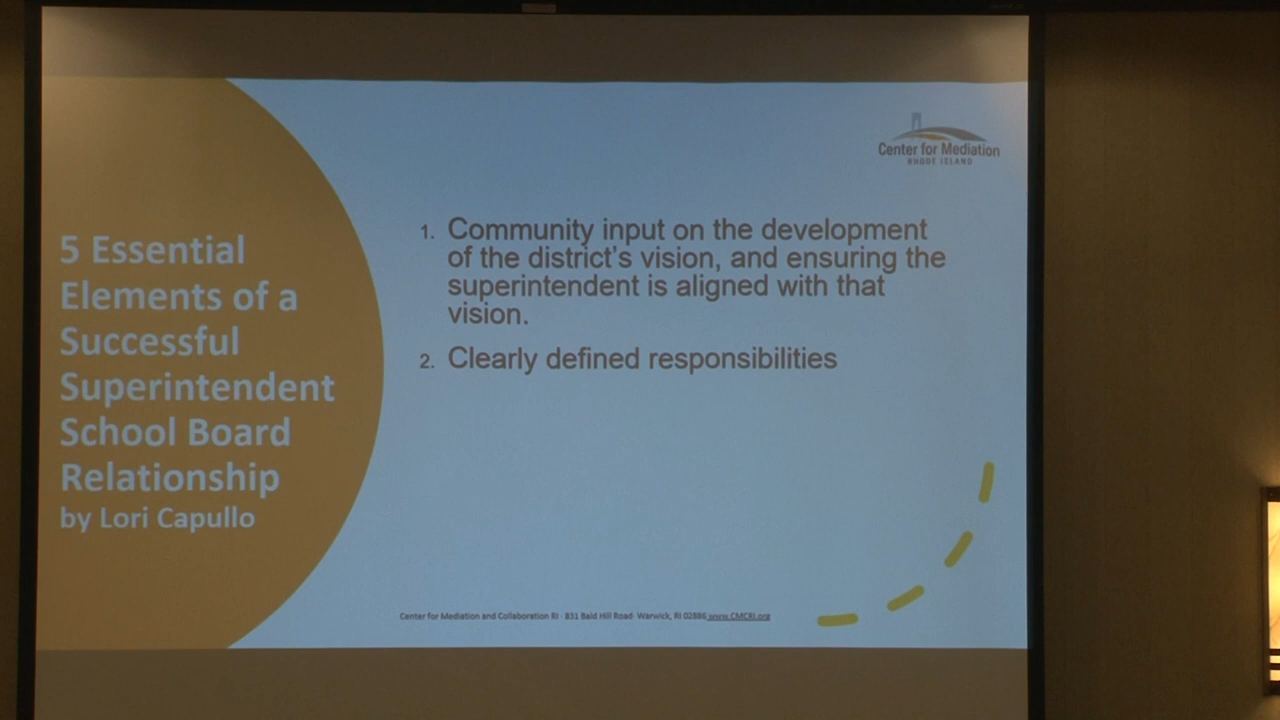 5 Essential
Elements of a
Successful
Superintendent
School Board
Relationship
by Lori Capullo
Center for Mediation
RHODE ISLAND
1. Community input on the development
of the district's vision, and ensuring the
superintendent is aligned with that
vision.
2. Clearly defined responsibilities
Center for Mediation and Collaboration RI · 831 Bald Hill Road· Warwick, RI 02886 www.CMCRI.org